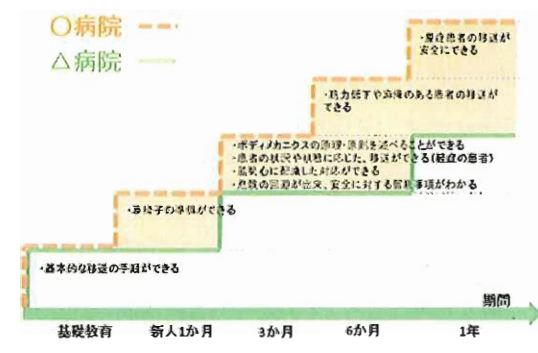 〇病院
△病院
・重症患者の移送が
安全にできる
・筋力低下や麻痺のある患者の移送が
できる
・ボディメカニクスの原理・原則を述べることができる
・患者の状況や状態に応じた、移送ができる(軽症の患者)
・羞恥心に配慮した対応ができる
・危険の回避が出来、安全に対する留意事項がわかる
・車椅子の準備ができる
・基本的な移送の手順ができる
期間
基礎教育 新人1か月 3か月 6か月 1年